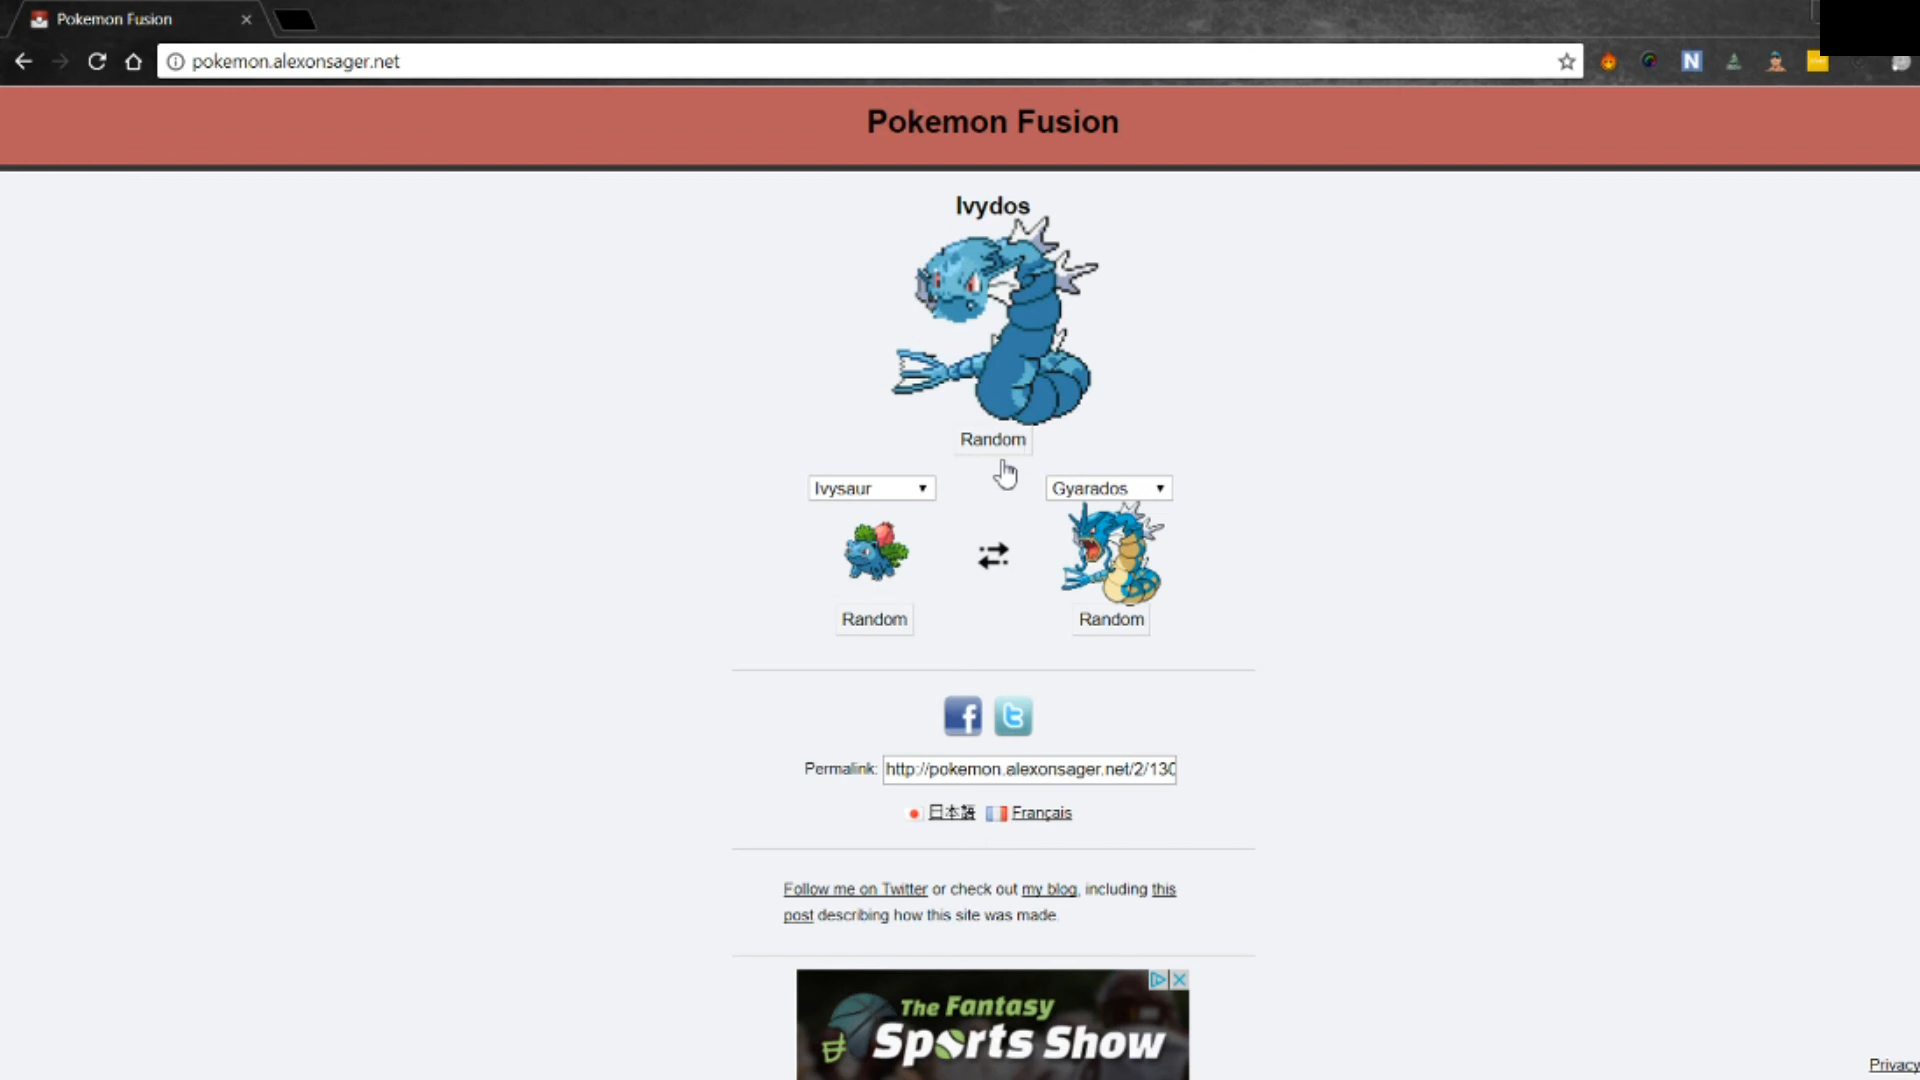 Pokemon Fusion
pokemon.alexonsager.net
N
Pokemon Fusion
Ivydos
Random
Ivysaur
Gyarados
Random
Random
Permalink: http://pokemon.alexonsager.net/2/130
日本語 Français
Follow me on Twitter or check out my blog, including this
post describing how this site was made.
The Fantasy
Sports Show
Privacy